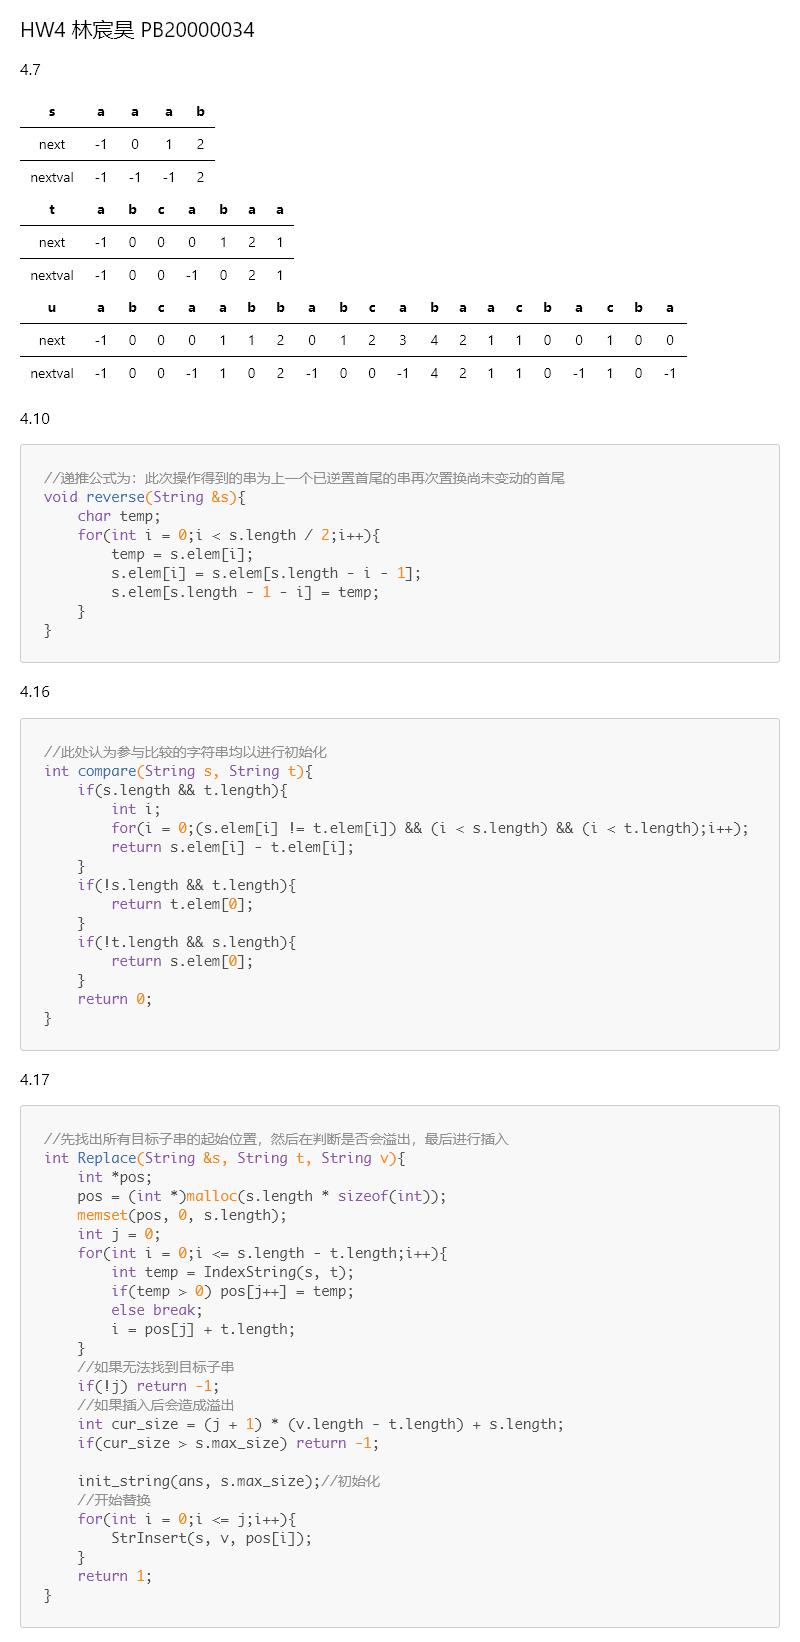 HW4 林宸昊 PB20000034
4.7
s a a a b
next -1 0 1 2
nextval -1 -1 -1 2
t a b c a b a a
next -1 0 0 0 1 2 1
nextval -1 0 0 -1 0 2 1
u a b c a a b b a b c a b a a c b a c b a
next -1 0 0 0 1 1 2 0 1 2 3 4 2 1 1 0 0 1 0 0
nextval -1 0 0 -1 1 0 2 -1 0 0 -1 4 2 1 1 0 -1 1 0 -1
4.10
//递推公式为：此次操作得到的串为上一个已逆置首尾的串再次置换尚未变动的首尾
void reverse(String &s){
    char temp;
    for(int i = 0;i < s.length / 2;i++){
        temp = s.elem[i];
        s.elem[i] = s.elem[s.length - i - 1];
        s.elem[s.length - 1 - i] = temp;
    }
}
4.16
//此处认为参与比较的字符串均以进行初始化
int compare(String s, String t){
    if(s.length && t.length){
        int i;
        for(i = 0;(s.elem[i] != t.elem[i]) && (i < s.length) && (i < t.length);i++);
        return s.elem[i] - t.elem[i];
    }
    if(!s.length && t.length){
        return t.elem[0];
    }
    if(!t.length && s.length){
        return s.elem[0];
    }
    return 0;
}
4.17
//先找出所有目标子串的起始位置，然后在判断是否会溢出，最后进行插入
int Replace(String &s, String t, String v){
    int *pos;
    pos = (int *)malloc(s.length * sizeof(int));
    memset(pos, 0, s.length);
    int j = 0;
    for(int i = 0;i <= s.length - t.length;i++){
        int temp = IndexString(s, t);
        if(temp > 0) pos[j++] = temp;
        else break;
        i = pos[j] + t.length;
    }
    //如果无法找到目标子串
    if(!j) return -1;
    //如果插入后会造成溢出
    int cur_size = (j + 1) * (v.length - t.length) + s.length;
    if(cur_size > s.max_size) return -1;
    init_string(ans, s.max_size);//初始化
    //开始替换
    for(int i = 0;i <= j;i++){
        StrInsert(s, v, pos[i]);
    }
    return 1;
}